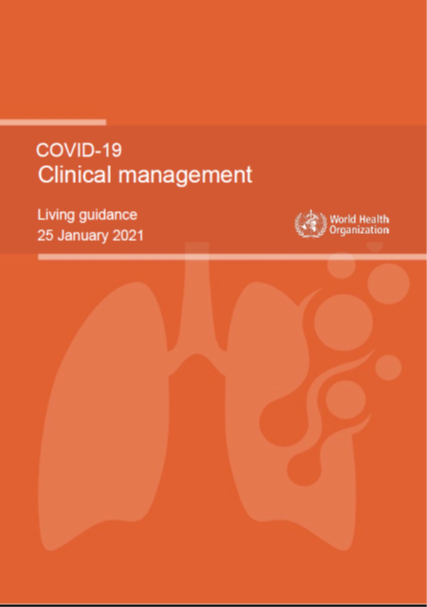 COVID-19
Clinical management
Living guidance
25 January 2021
World Health
Organization